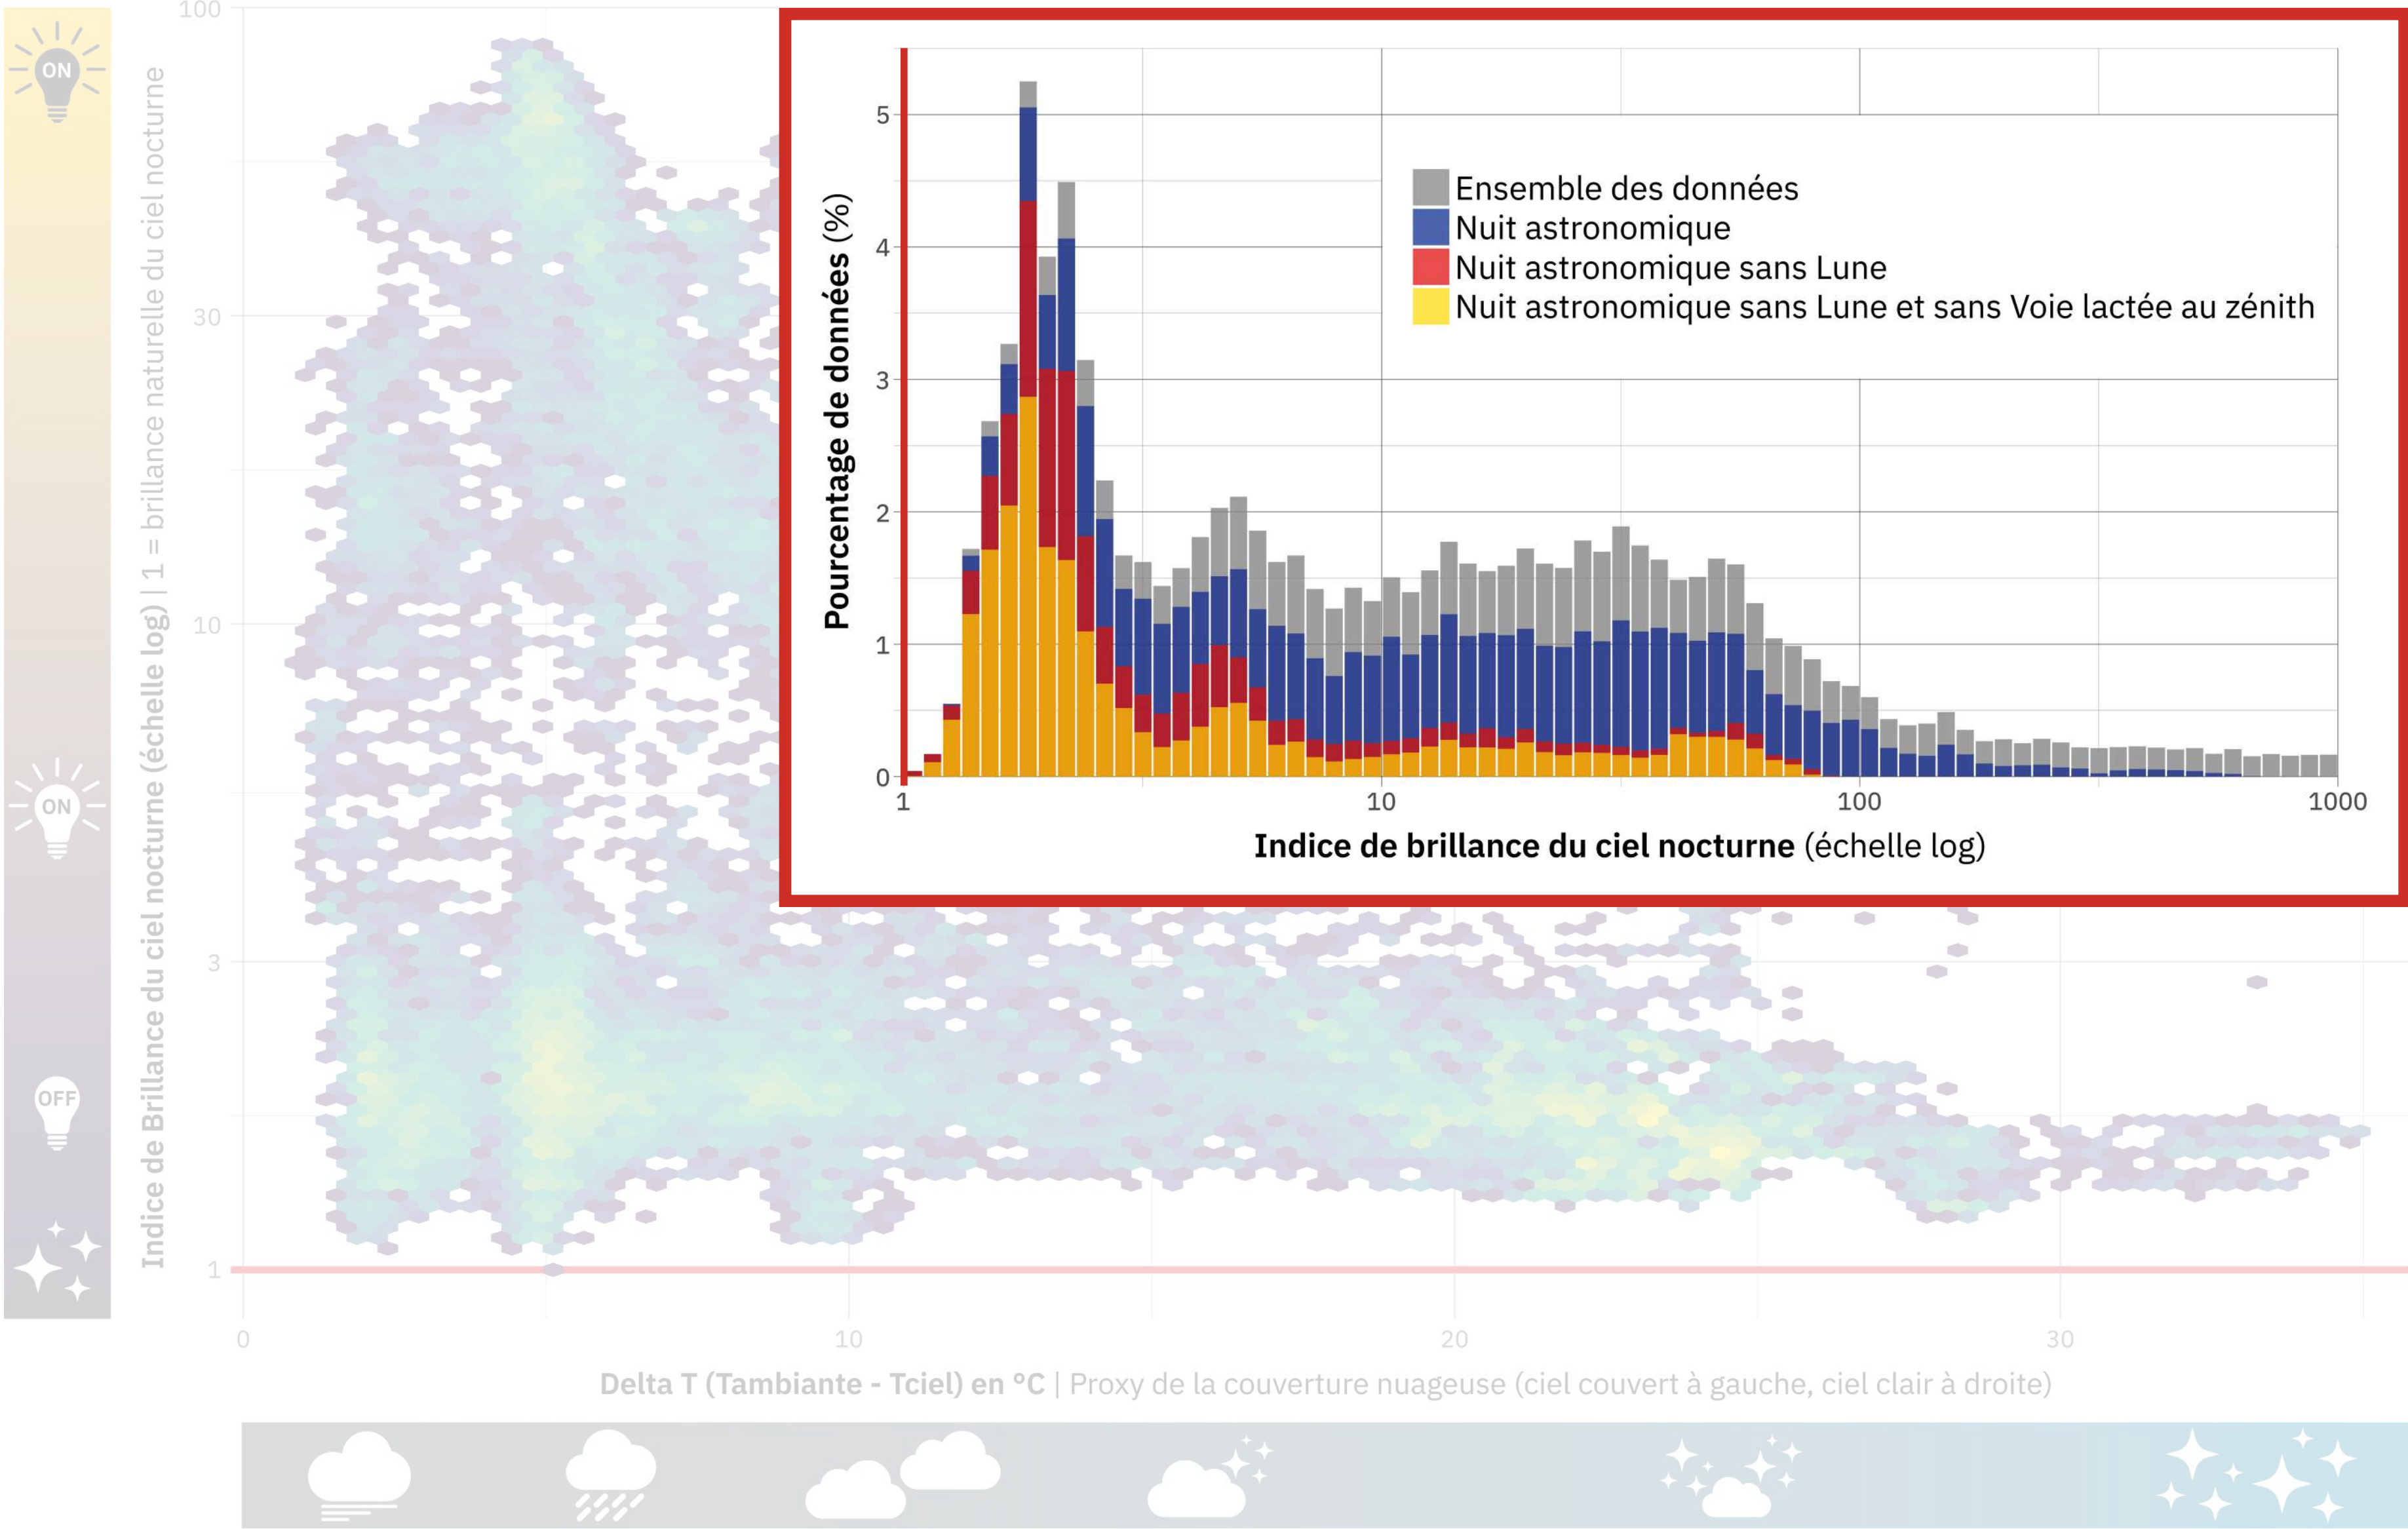 ON
ON
OFF
Indice de Brillance du ciel nocturne (échelle log) | 1 = brillance naturelle du ciel nocturne
100
30
10
3
1
Pourcentage de données (%)
5
4
3
2
1
0
Ensemble des données
Nuit astronomique
Nuit astronomique sans Lune
Nuit astronomique sans Lune et sans Voie lactée au zénith
1 10 100 1000
Indice de brillance du ciel nocturne (échelle log)
0 10 20 30
Delta T (Tambiante - Tciel) en °C | Proxy de la couverture nuageuse (ciel couvert à gauche, ciel clair à droite)